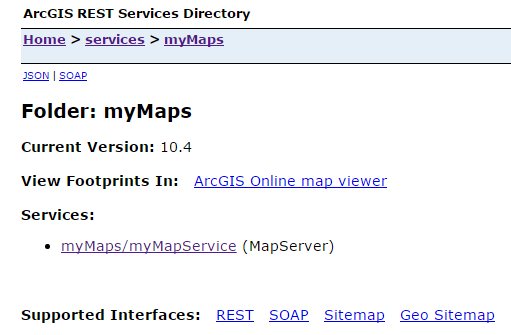 ArcGIS REST Services Directory
Home > services > myMaps
JSON | SOAP
Folder: myMaps
Current Version: 10.4
View Footprints In: ArcGIS Online map viewer
Services:
• myMaps/myMapService (MapServer)
Supported Interfaces: REST SOAP Sitemap Geo Sitemap